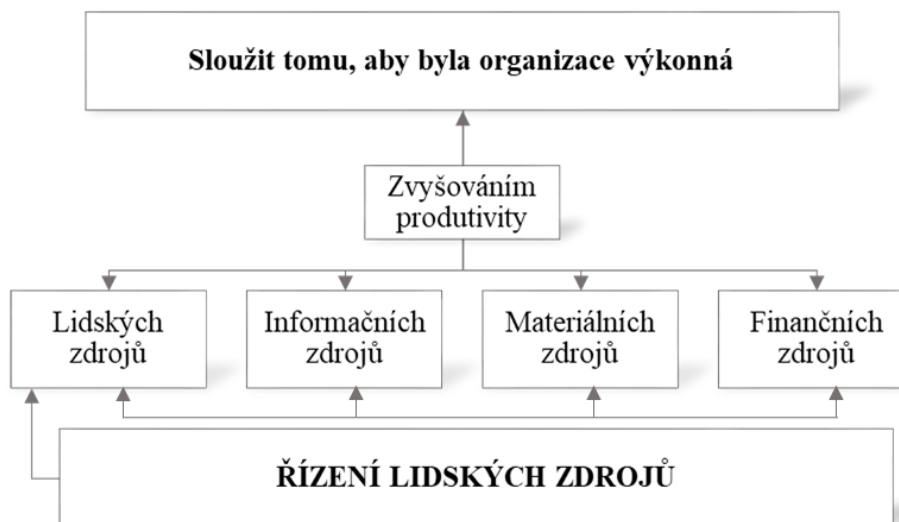 Sloužit tomu, aby byla organizace výkonná
Zvyšováním
produtivity
Lidských
zdrojů
Informačních
zdrojů
Materiálních
zdrojů
Finančních
zdrojů
ŘÍZENÍ LIDSKÝCH ZDROJŮ